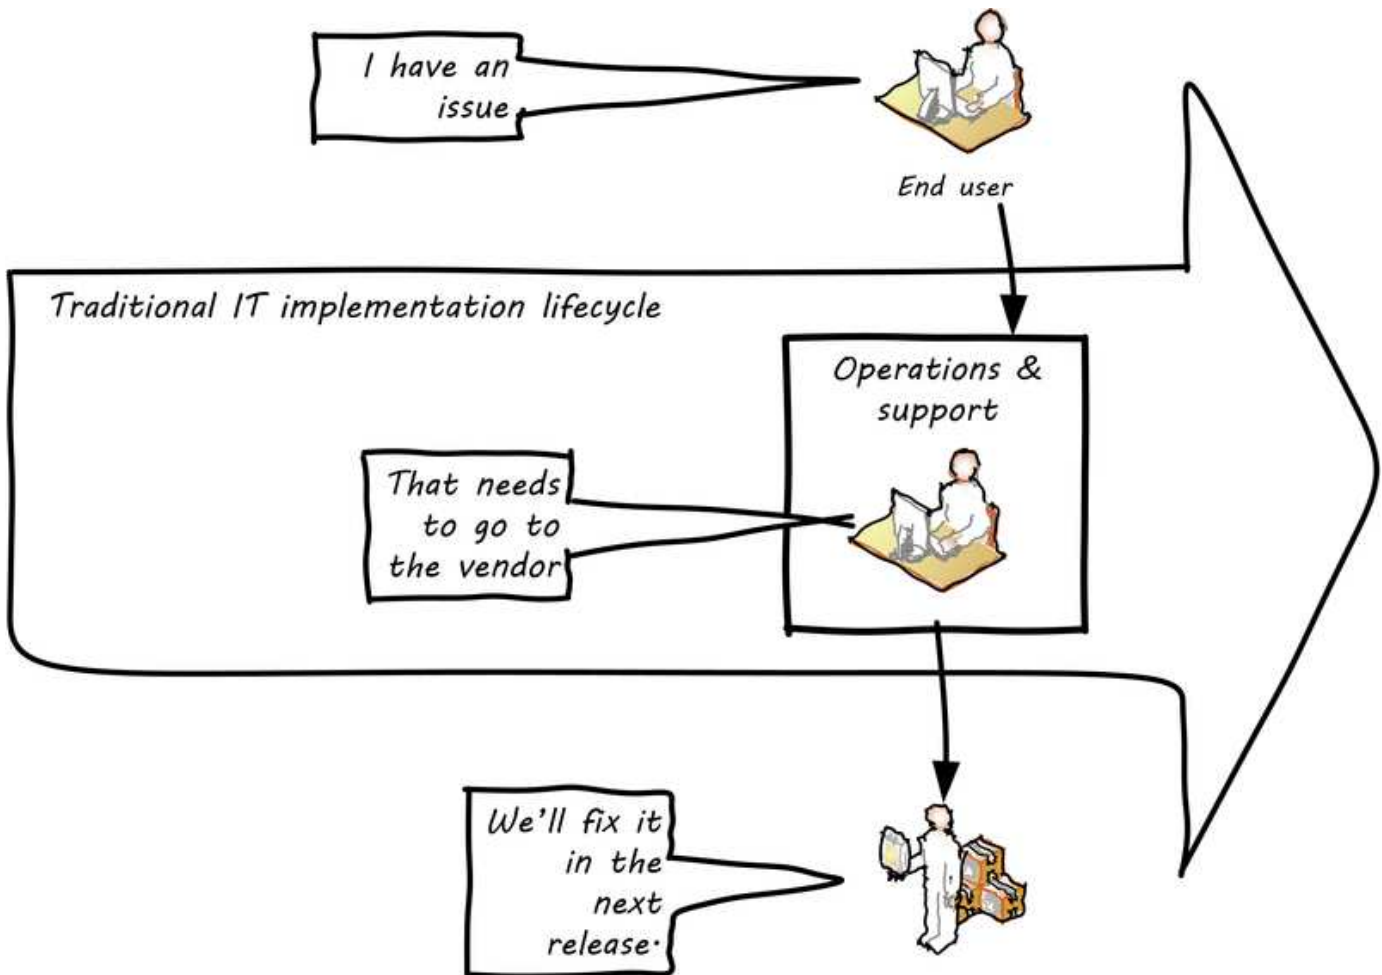 I have an
issue
End user
Traditional IT implementation lifecycle
Operations &
support
That needs
to go to
the vendor
We'll fix it
in the
next
release.